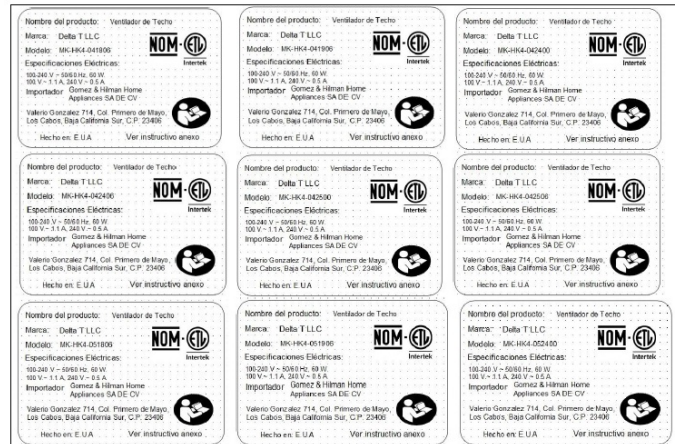 Nombre del producto: Ventilador de Techo
Marca: Delta T LLC
Modelo: MK-HK4-041806
NOM ETL
Intertek
Especificaciones Eléctricas:
100-240 V ~ 50/60 Hz, 60 W
100 V ~ 1.1 A, 240 V ~ 0.5 A
Importador Gomez & Hilman Home
Appliances SA DE CV
Valerio Gonzalez 714, Col. Primero de Mayo,
Los Cabos, Baja California Sur, C.P. 23406
Hecho en: E.U.A Ver instructivo anexo
Nombre del producto: Ventilador de Techo
Marca: Delta T LLC
Modelo: MK-HK4-041906
NOM ETL
Intertek
Especificaciones Eléctricas:
100-240 V ~ 50/60 Hz, 60 W
100 V ~ 1.1 A, 240 V ~ 0.5 A
Importador Gomez & Hilman Home
Appliances SA DE CV
Valerio Gonzalez 714, Col. Primero de Mayo,
Los Cabos, Baja California Sur, C.P. 23406
Hecho en: E.U.A Ver instructivo anexo
Nombre del producto: Ventilador de Techo
Marca: Delta T LLC
Modelo: MK-HK4-042400
NOM ETL
Intertek
Especificaciones Eléctricas:
100-240 V ~ 50/60 Hz, 60 W
100 V ~ 1.1 A, 240 V ~ 0.5 A
Importador Gomez & Hilman Home
Appliances SA DE CV
Valerio Gonzalez 714, Col. Primero de Mayo,
Los Cabos, Baja California Sur, C.P. 23406
Hecho en: E.U.A Ver instructivo anexo
Nombre del producto: Ventilador de Techo
Marca: Delta T LLC
Modelo: MK-HK4-042406
NOM ETL
Intertek
Especificaciones Eléctricas:
100-240 V ~ 50/60 Hz, 60 W
100 V ~ 1.1 A, 240 V ~ 0.5 A
Importador Gomez & Hilman Home
Appliances SA DE CV
Valerio Gonzalez 714, Col. Primero de Mayo,
Los Cabos, Baja California Sur, C.P. 23406
Hecho en: E.U.A Ver instructivo anexo
Nombre del producto: Ventilador de Techo
Marca: Delta T LLC
Modelo: MK-HK4-042500
NOM ETL
Intertek
Especificaciones Eléctricas:
100-240 V ~ 50/60 Hz, 60 W
100 V ~ 1.1 A, 240 V ~ 0.5 A
Importador Gomez & Hilman Home
Appliances SA DE CV
Valerio Gonzalez 714, Col. Primero de Mayo,
Los Cabos, Baja California Sur, C.P. 23406
Hecho en: E.U.A Ver instructivo anexo
Nombre del producto: Ventilador de Techo
Marca: Delta T LLC
Modelo: MK-HK4-042506
NOM ETL
Intertek
Especificaciones Eléctricas:
100-240 V ~ 50/60 Hz, 60 W
100 V ~ 1.1 A, 240 V ~ 0.5 A
Importador Gomez & Hilman Home
Appliances SA DE CV
Valerio Gonzalez 714, Col. Primero de Mayo,
Los Cabos, Baja California Sur, C.P. 23406
Hecho en: E.U.A Ver instructivo anexo
Nombre del producto: Ventilador de Techo
Marca: Delta T LLC
Modelo: MK-HK4-051806
NOM ETL
Intertek
Especificaciones Eléctricas:
100-240 V ~ 50/60 Hz, 60 W
100 V ~ 1.1 A, 240 V ~ 0.5 A
Importador Gomez & Hilman Home
Appliances SA DE CV
Valerio Gonzalez 714, Col. Primero de Mayo,
Los Cabos, Baja California Sur, C.P. 23406
Hecho en: E.U.A Ver instructivo anexo
Nombre del producto: Ventilador de Techo
Marca: Delta T LLC
Modelo: MK-HK4-051906
NOM ETL
Intertek
Especificaciones Eléctricas:
100-240 V ~ 50/60 Hz, 60 W
100 V ~ 1.1 A, 240 V ~ 0.5 A
Importador Gomez & Hilman Home
Appliances SA DE CV
Valerio Gonzalez 714, Col. Primero de Mayo,
Los Cabos, Baja California Sur, C.P. 23406
Hecho en: E.U.A Ver instructivo anexo
Nombre del producto: Ventilador de Techo
Marca: Delta T LLC
Modelo: MK-HK4-052400
NOM ETL
Intertek
Especificaciones Eléctricas:
100-240 V ~ 50/60 Hz, 60 W
100 V ~ 1.1 A, 240 V ~ 0.5 A
Importador Gomez & Hilman Home
Appliances SA DE CV
Valerio Gonzalez 714, Col. Primero de Mayo,
Los Cabos, Baja California Sur, C.P. 23406
Hecho en: E.U.A Ver instructivo anexo